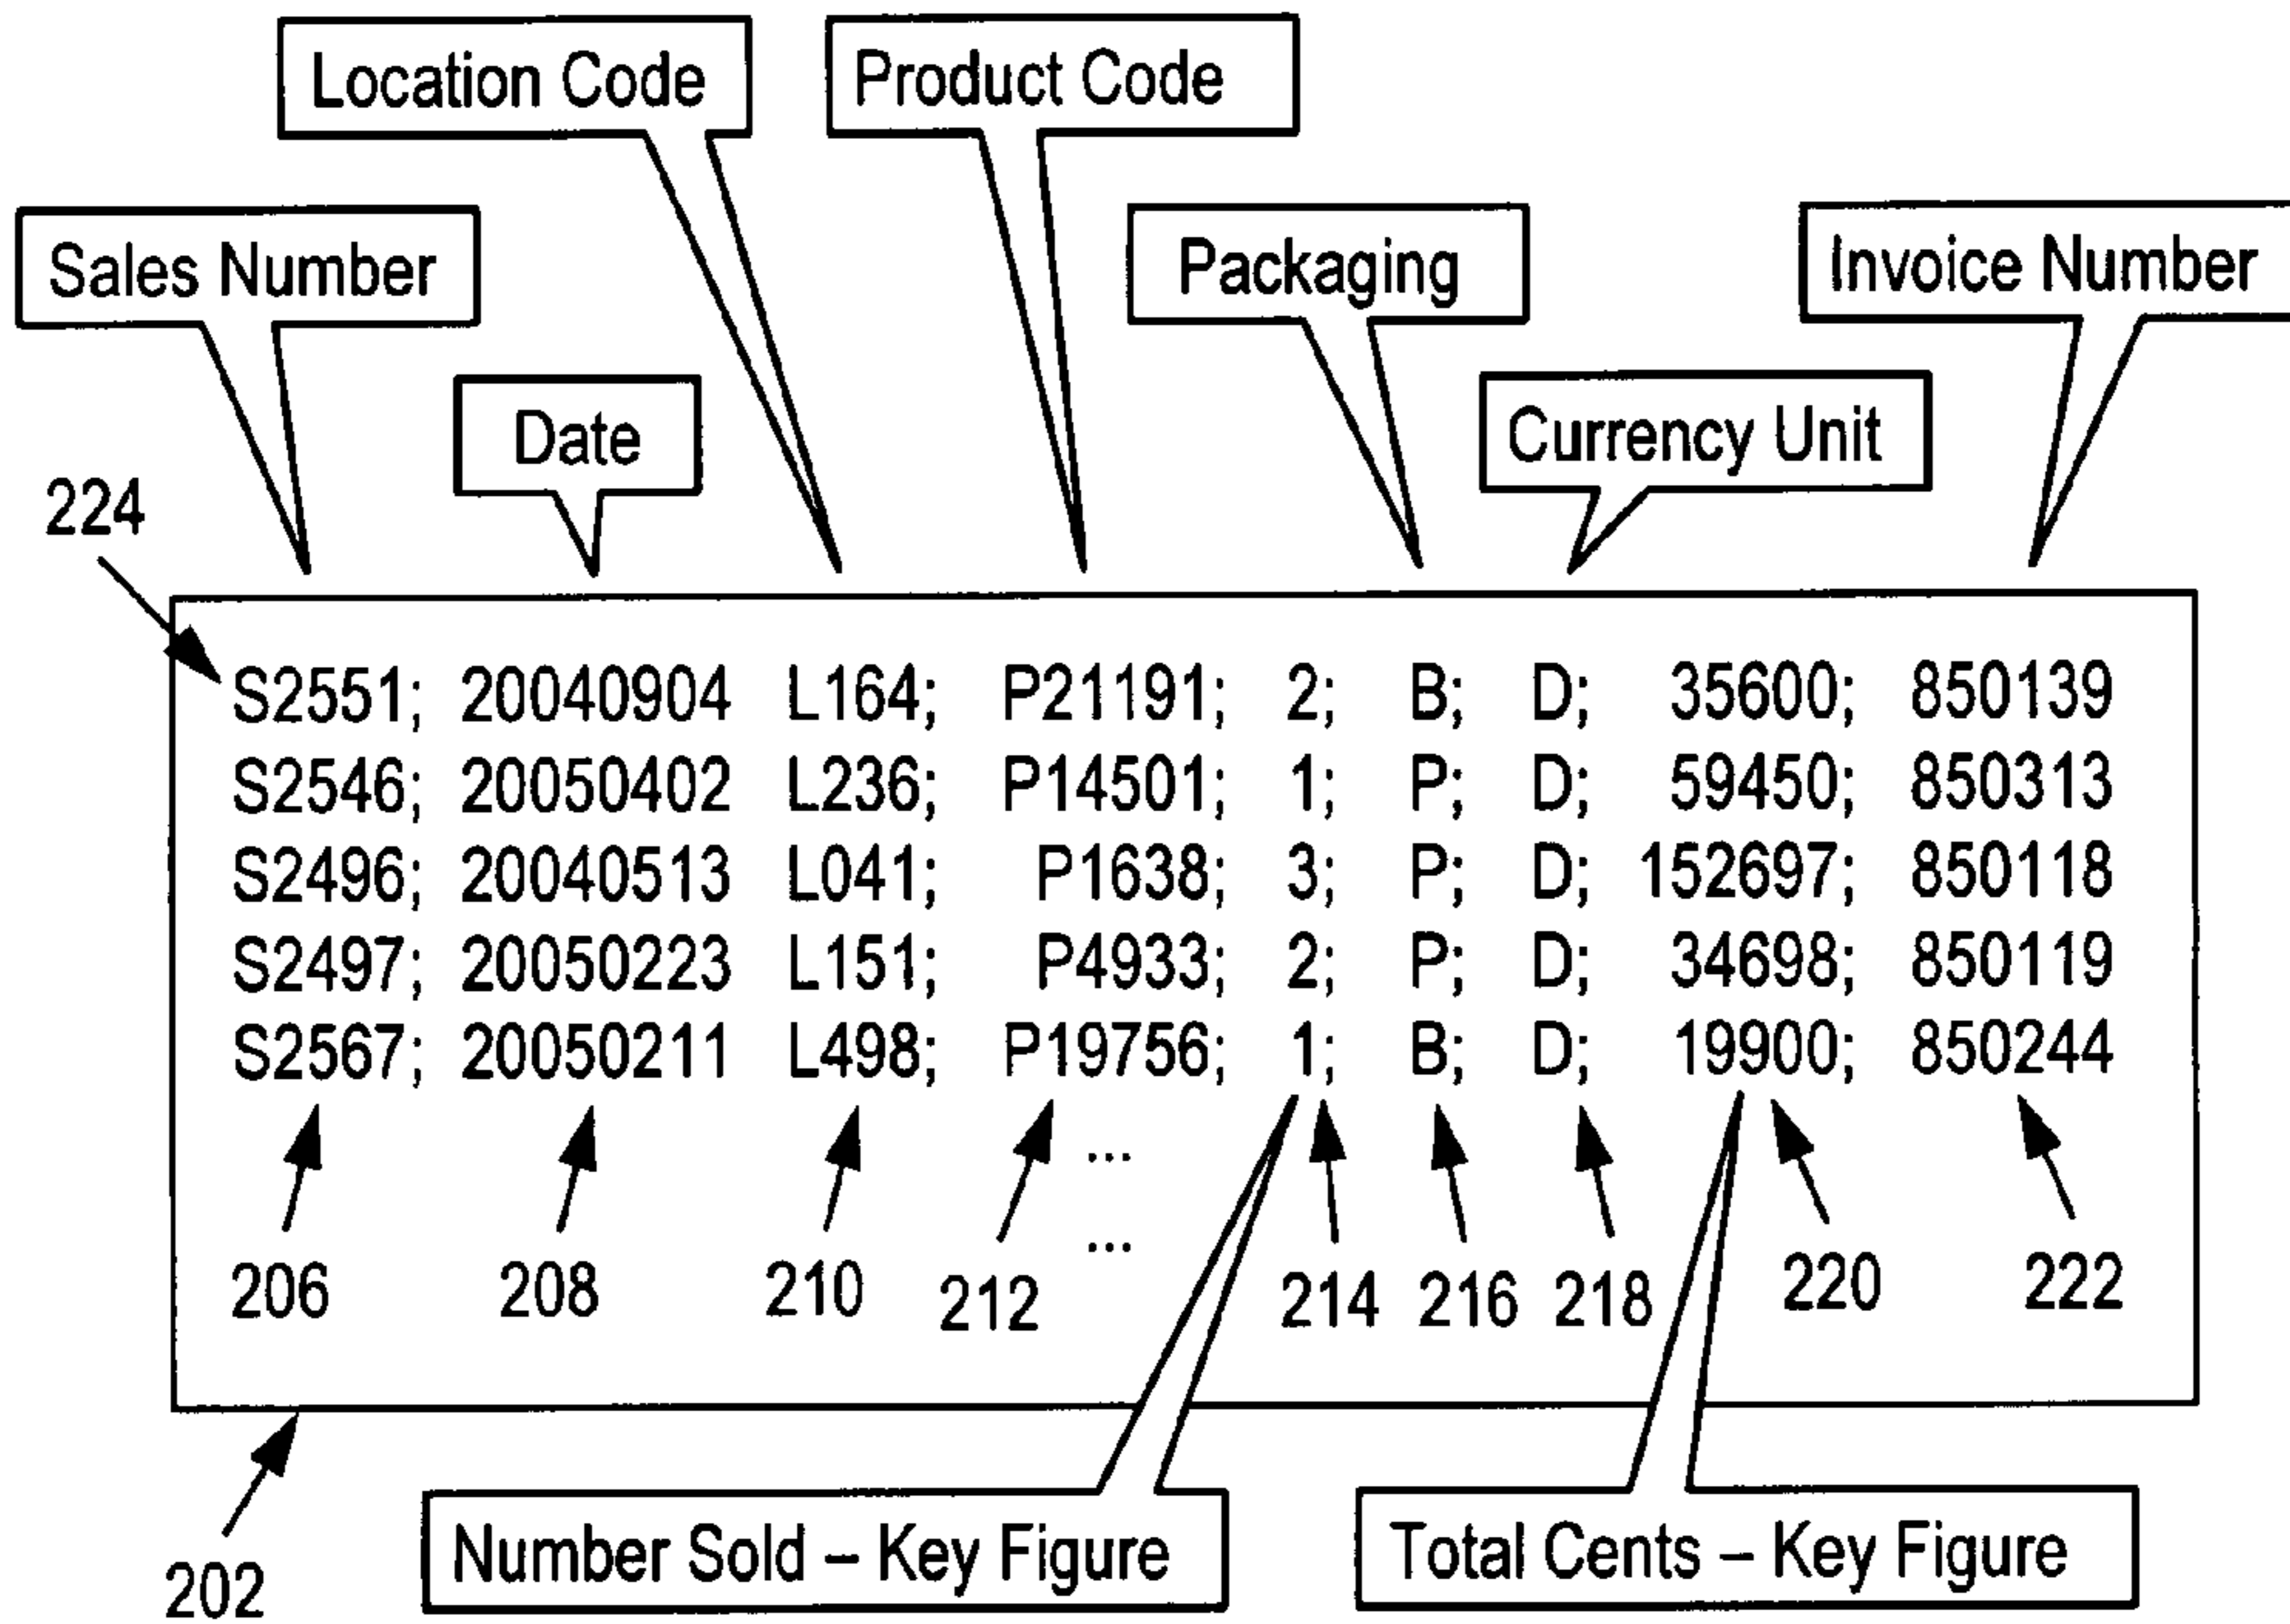 Location Code
Product Code
Sales Number
Packaging
Invoice Number
Date
Currency Unit
224
S2551; 20040904 L164; P21191; 2; B; D; 35600; 850139
S2546; 20050402 L236; P14501; 1; P; D; 59450; 850313
S2496; 20040513 L041; P1638; 3; P; D; 152697; 850118
S2497; 20050223 L151; P4933; 2; P; D; 34698; 850119
S2567; 20050211 L498; P19756; 1; B; D; 19900; 850244
...
...
206 208 210 212 214 216 218 220 222
Number Sold – Key Figure
Total Cents – Key Figure
202